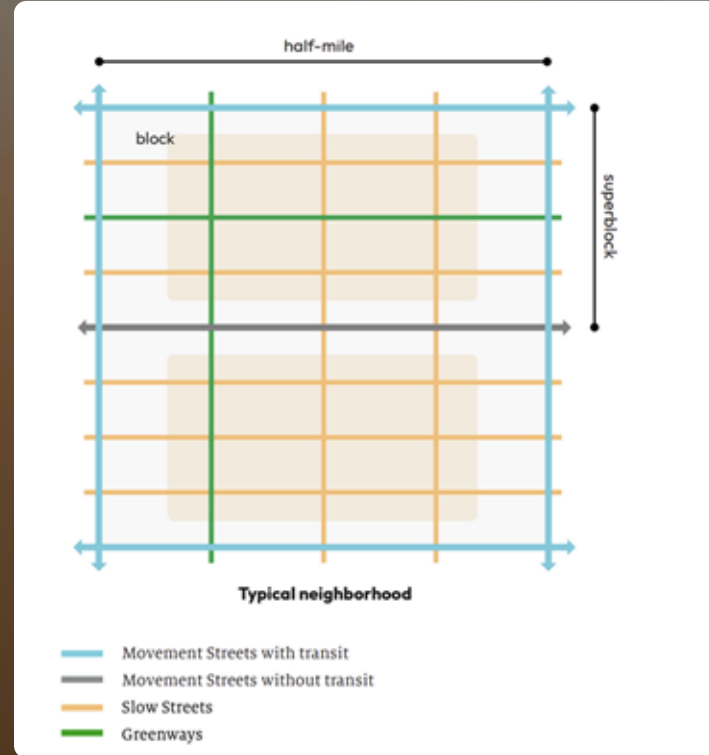 half-mile
block
superblock
Typical neighborhood
Movement Streets with transit
Movement Streets without transit
Slow Streets
Greenways